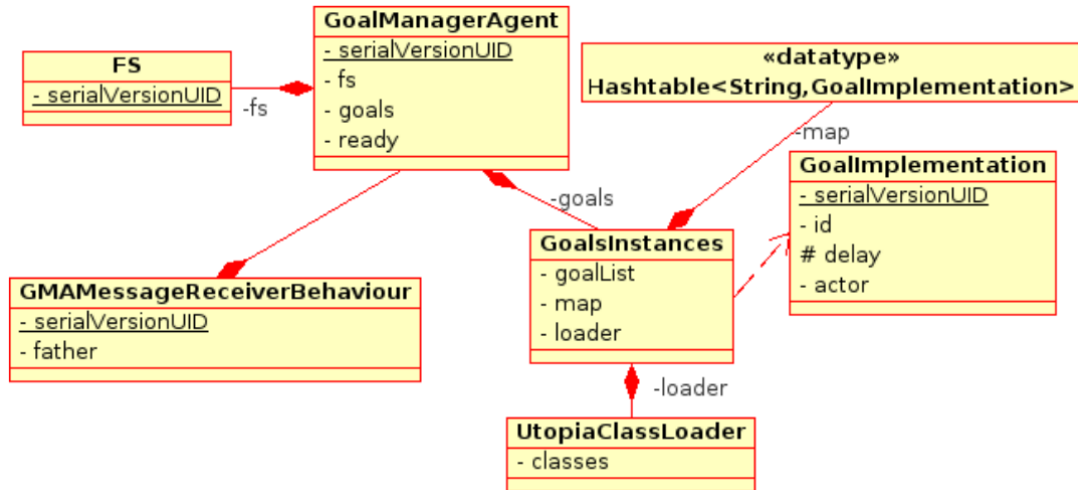 GoalManagerAgent
- serialVersionUID
- fs
- goals
- ready
FS
- serialVersionUID
-fs
«datatype»
Hashtable<String,GoalImplementation>
-map
GoalImplementation
- serialVersionUID
- id
# delay
- actor
-goals
GoalsInstances
- goalList
- map
- loader
GMAMessageReceiverBehaviour
- serialVersionUID
- father
-loader
UtopiaClassLoader
- classes